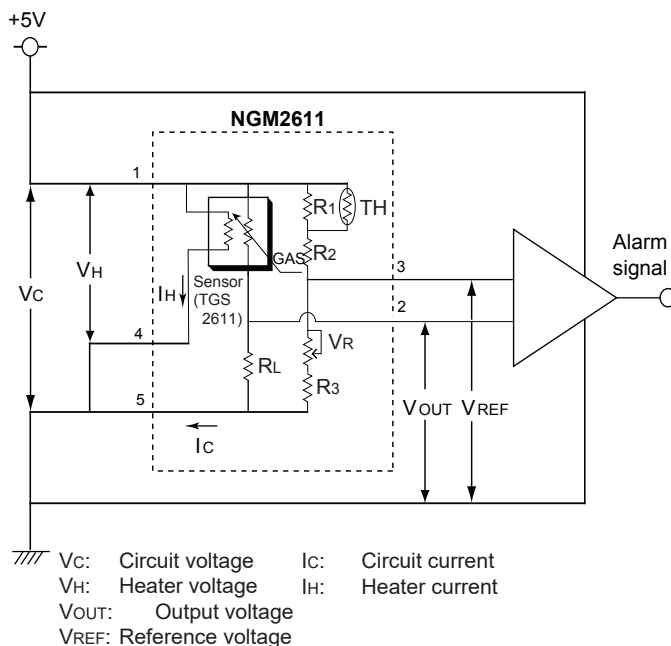 +5V
NGM2611
1
R1
TH
R2
GAS
3
Alarm
signal
VH
VC
IH
Sensor
(TGS
2611)
2
4
VR
RL
R3
5
VOUT
VREF
IC
VC: Circuit voltage IC: Circuit current
VH: Heater voltage IH: Heater current
VOUT: Output voltage
VREF: Reference voltage